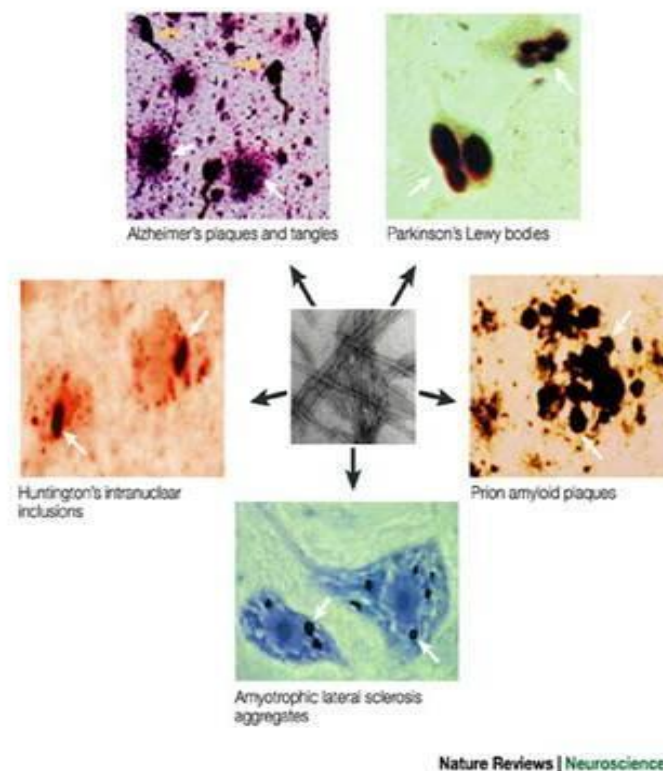 Alzheimer's plaques and tangles
Parkinson's Lewy bodies
Huntington's intranuclear
inclusions
Prion amyloid plaques
Amyotrophic lateral sclerosis
aggregates
Nature Reviews | Neuroscience